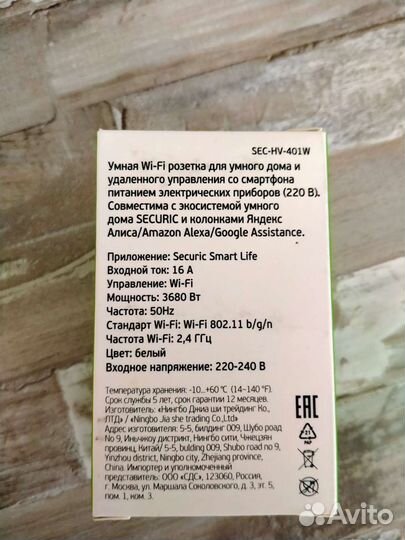 SEC-HV-401W
Умная Wi-Fi розетка для умного дома и
удаленного управления со смартфона
питанием электрических приборов (220 В).
Совместима с экосистемой умного
дома SECURIC и колонками Яндекс
Алиса/Amazon Alexa/Google Assistance.
Приложение: Securic Smart Life
Входной ток: 16 А
Управление: Wi-Fi
Мощность: 3680 Вт
Частота: 50Hz
Стандарт Wi-Fi: Wi-Fi 802.11 b/g/n
Частота Wi-Fi: 2,4 ГГц
Цвет: белый
Входное напряжение: 220-240 В
Температура хранения: -10...+60°C (14~140 °F).
Срок службы 5 лет, срок гарантии 12 месяцев.
Изготовитель: «Нингбо Джиа ши трейдинг Ко.,
ЛТД» / «Ningbo Jia she trading Co.,Ltd»
Адрес изготовителя: 5-5, билдинг 009, Шубо роад
No 9, Иньчжоу дистрикт, Нингбо сити, Чжецзян
провинс, Китай/ 5-5, bulding 009, Shubo road no 9,
Yinzhou district, Ningbo city, Zhejiang province,
China. Импортер и уполномоченный
представитель: ООО «СДС», 123060, Россия,
г. Москва, ул. Маршала Соколовского, д. 3, эт. 5,
пом. 1, ком. 3.
EAC
21
PAP
Avito